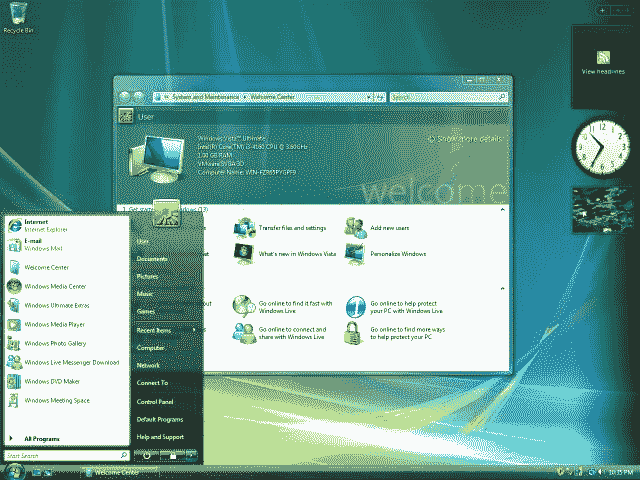 Recycle Bin
View headlines
System and Maintenance
Welcome Center
Search
User
Windows Vista™ Ultimate
Intel(R) Core(TM) i3-4160 CPU @ 3.60GHz
1.00 GB RAM
VMware SVGA 3D
Computer Name: WIN-
Show more details
welcome
Transfer files and settings
Add new users
What's new in Windows Vista
Personalize Windows
Go online to find it fast with
Windows Live
Go online to help protect
your PC with Windows Live
Go online to connect and
share with Windows Live
Go online to find more ways
to help protect your PC
Internet
Internet Explorer
E-mail
Windows Mail
Welcome Center
Windows Media Center
Windows Ultimate Extras
Windows Media Player
Windows Photo Gallery
Windows Live Messenger Download
Windows DVD Maker
Windows Meeting Space
All Programs
Start Search
User
Documents
Pictures
Music
Games
Recent Items
Computer
Network
Connect To
Control Panel
Default Programs
Help and Support
Welcome Center
10:35 PM